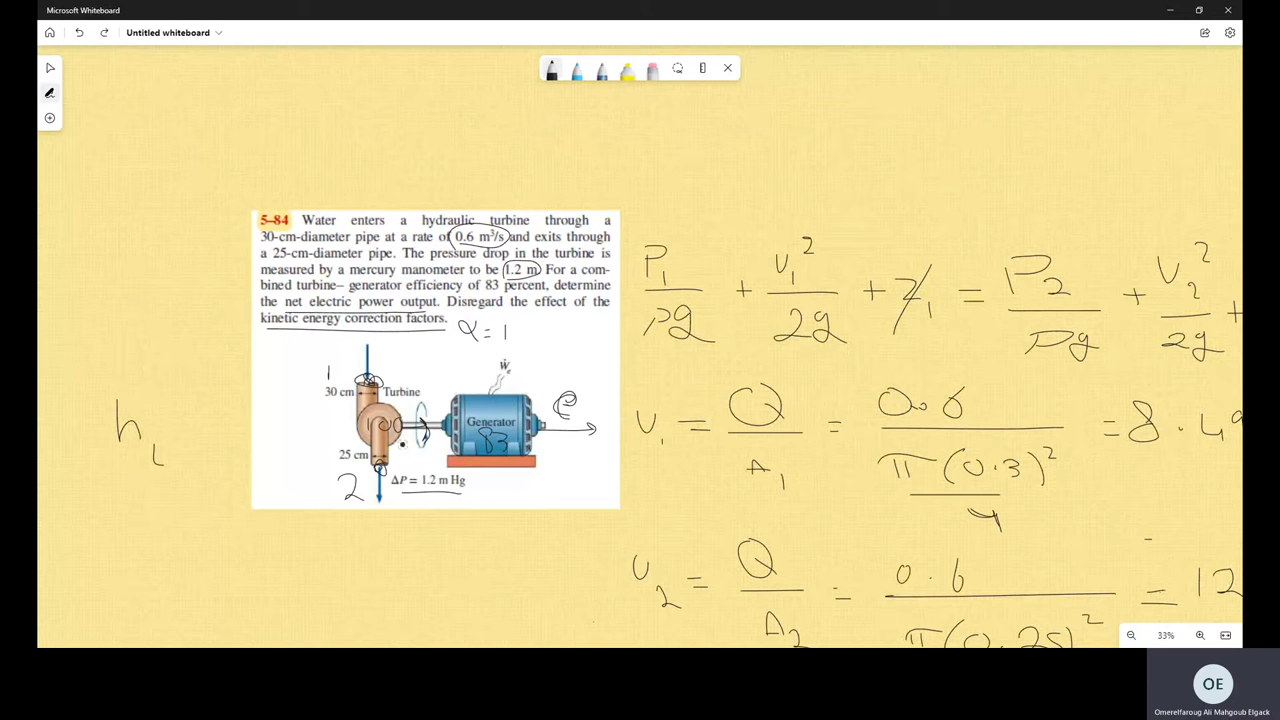 Microsoft Whiteboard
Untitled whiteboard
5–84 Water enters a hydraulic turbine through a
30-cm-diameter pipe at a rate of 0.6 m³/s and exits through
a 25-cm-diameter pipe. The pressure drop in the turbine is
measured by a mercury manometer to be 1.2 m. For a com-
bined turbine– generator efficiency of 83 percent, determine
the net electric power output. Disregard the effect of the
kinetic energy correction factors.
α = 1
1
30 cm
Turbine
Ẇe
100
Generator
83
e
25 cm
2
ΔP = 1.2 m Hg
hL
P1/ρg + V1²/2g + Z1 = P2/ρg + V2²/2g +
V1 = Q/A1 = 0.6/π(0.3)²/4 = 8.49
V2 = Q/A2 = 0.6/π(0.25)² = 12
33%
OE
Omerelfaroug Ali Mahgoub Elgack